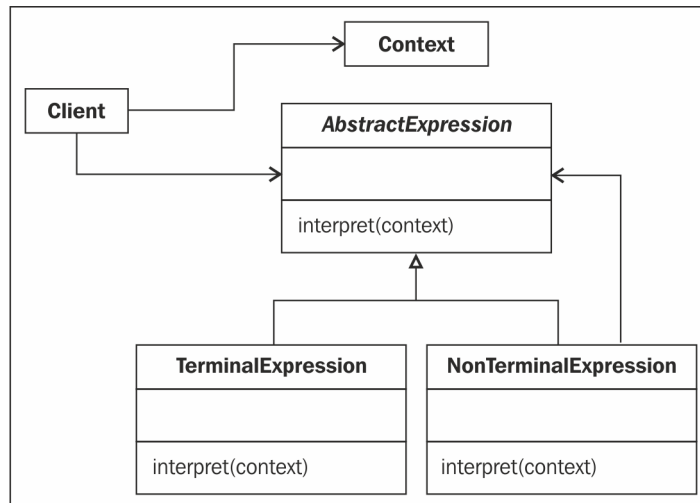 Context
Client
AbstractExpression
interpret(context)
TerminalExpression
NonTerminalExpression
interpret(context)
interpret(context)